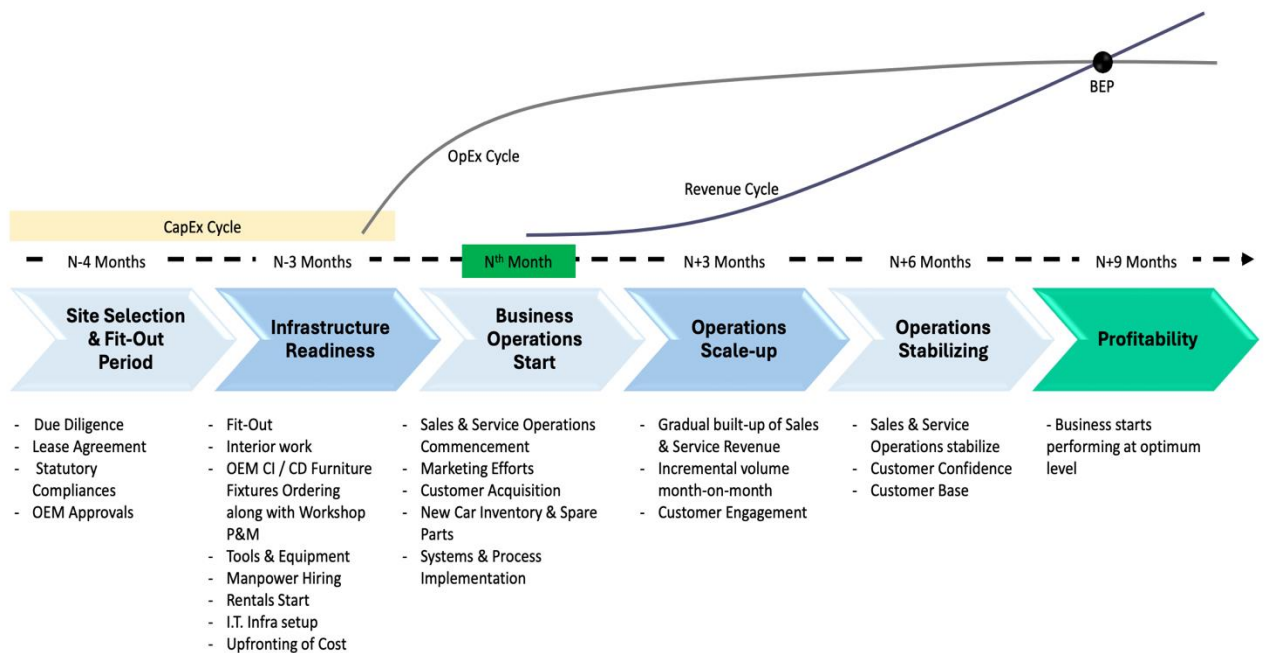 BEP
OpEx Cycle
Revenue Cycle
CapEx Cycle
N-4 Months
N-3 Months
Nth Month
N+3 Months
N+6 Months
N+9 Months
Site Selection
& Fit-Out
Period
Infrastructure
Readiness
Business
Operations
Start
Operations
Scale-up
Operations
Stabilizing
Profitability
- Due Diligence
- Lease Agreement
- Statutory
Compliances
- OEM Approvals
- Fit-Out
- Interior work
- OEM CI / CD Furniture
Fixtures Ordering
along with Workshop
P&M
- Tools & Equipment
- Manpower Hiring
- Rentals Start
- I.T. Infra setup
- Upfronting of Cost
- Sales & Service Operations
Commencement
- Marketing Efforts
- Customer Acquisition
- New Car Inventory & Spare
Parts
- Systems & Process
Implementation
- Gradual built-up of Sales
& Service Revenue
- Incremental volume
month-on-month
- Customer Engagement
- Sales & Service
Operations stabilize
- Customer Confidence
- Customer Base
- Business starts
performing at optimum
level